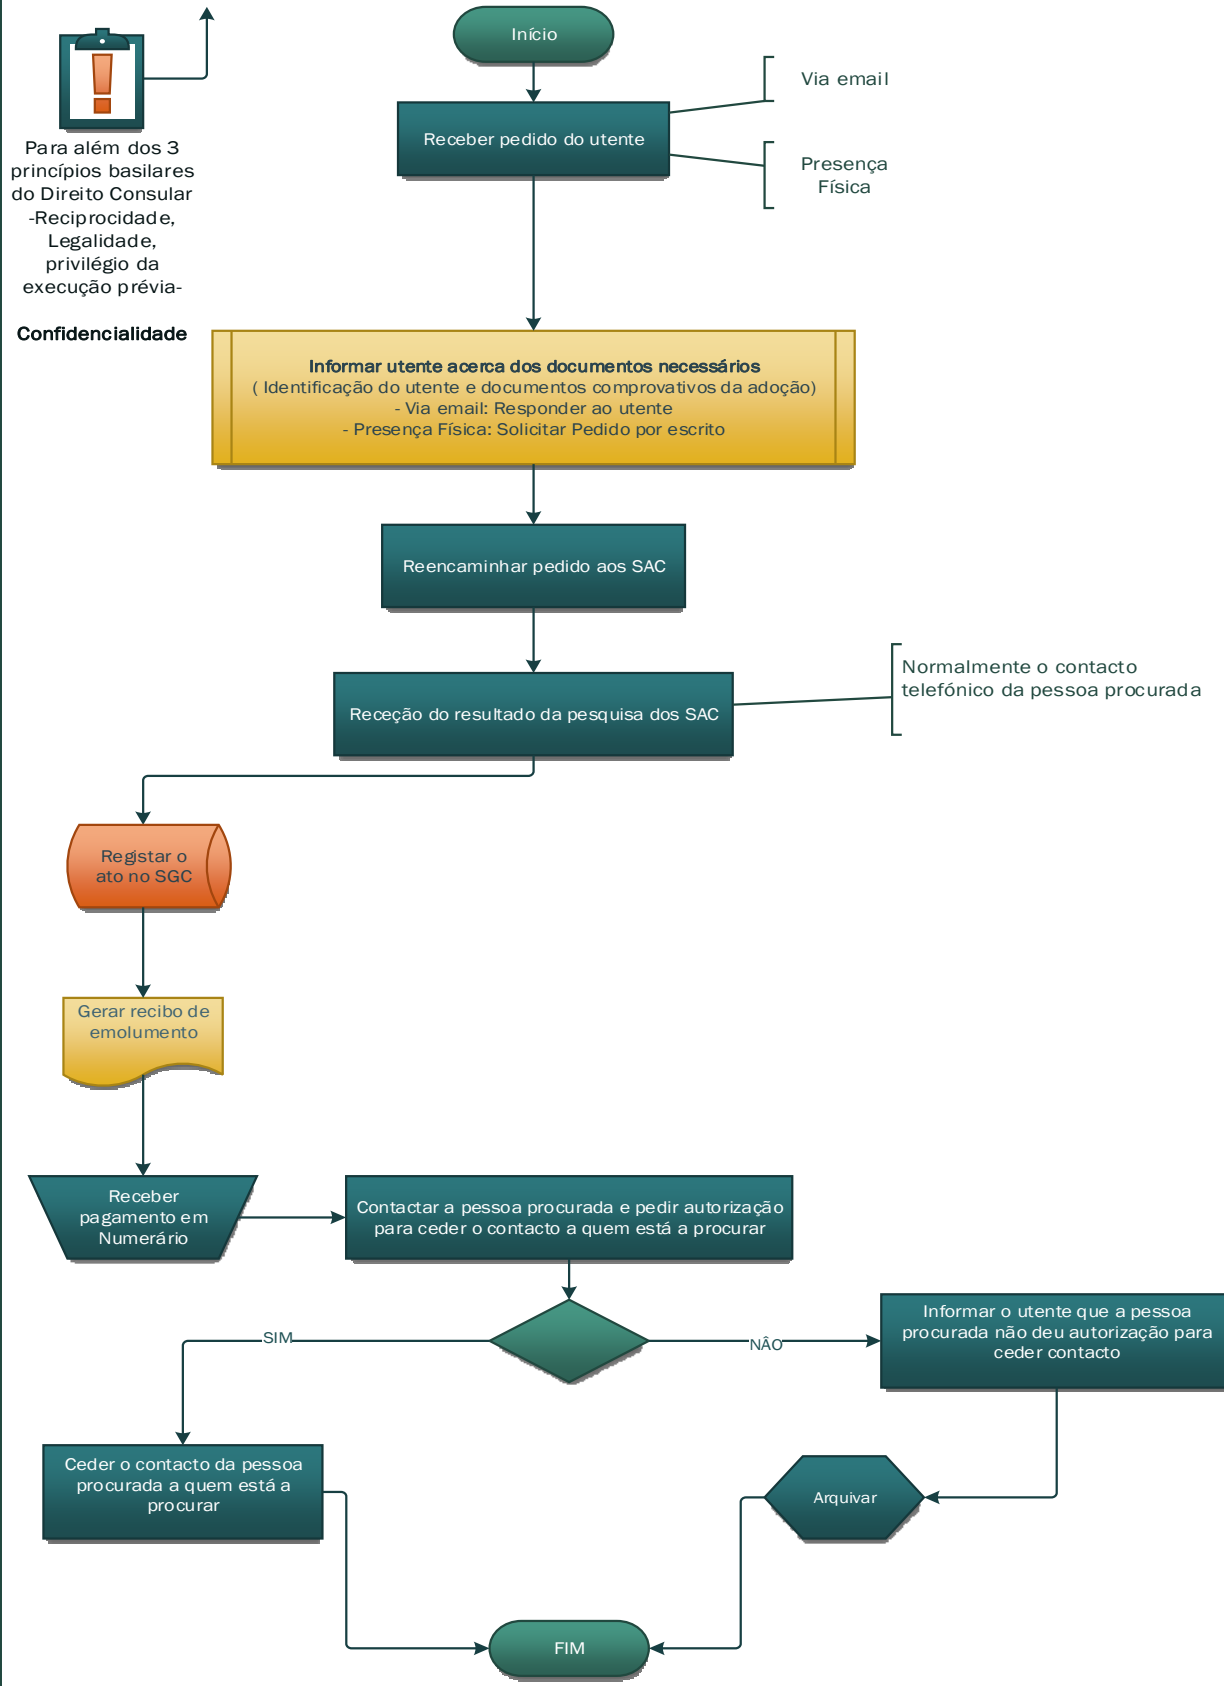 Início
Via email
Receber pedido do utente
Presença
Física
Para além dos 3
princípios basilares
do Direito Consular
-Reciprocidade,
Legalidade,
privilégio da
execução prévia-
Confidencialidade
Informar utente acerca dos documentos necessários
( Identificação do utente e documentos comprovativos da adoção)
- Via email: Responder ao utente
- Presença Física: Solicitar Pedido por escrito
Reencaminhar pedido aos SAC
Normalmente o contacto
telefónico da pessoa procurada
Receção do resultado da pesquisa dos SAC
Registar o
ato no SGC
Gerar recibo de
emolumento
Receber
pagamento em
Numerário
Contactar a pessoa procurada e pedir autorização
para ceder o contacto a quem está a procurar
SIM
NÂO
Informar o utente que a pessoa
procurada não deu autorização para
ceder contacto
Ceder o contacto da pessoa
procurada a quem está a
procurar
Arquivar
FIM